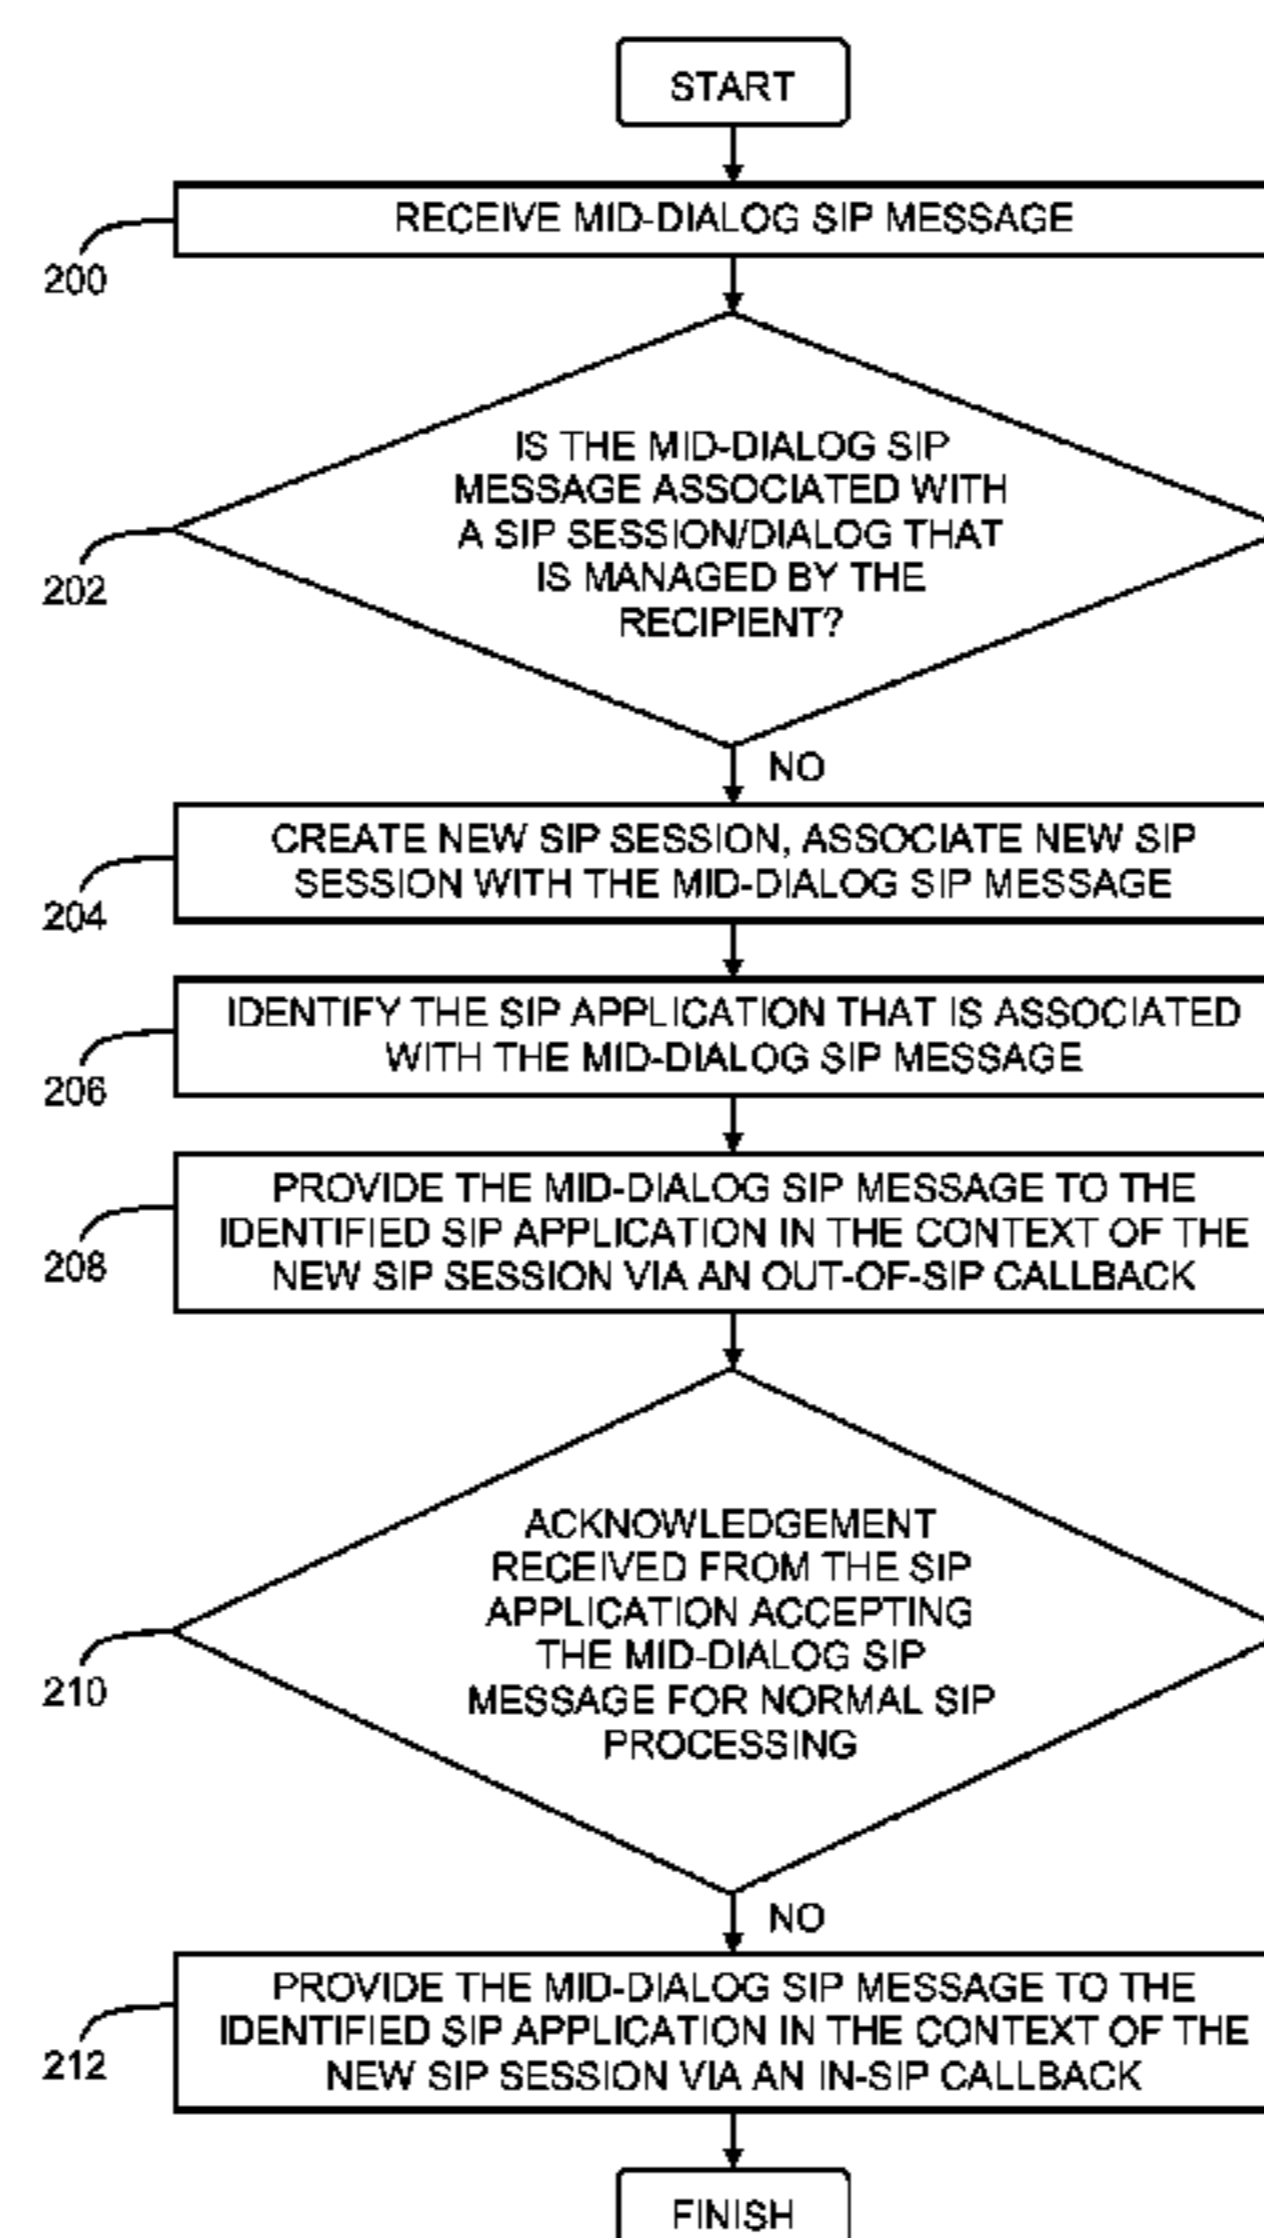 START
RECEIVE MID-DIALOG SIP MESSAGE
200
IS THE MID-DIALOG SIP
MESSAGE ASSOCIATED WITH
A SIP SESSION/DIALOG THAT
IS MANAGED BY THE
RECIPIENT?
202
NO
CREATE NEW SIP SESSION, ASSOCIATE NEW SIP
SESSION WITH THE MID-DIALOG SIP MESSAGE
204
IDENTIFY THE SIP APPLICATION THAT IS ASSOCIATED
WITH THE MID-DIALOG SIP MESSAGE
206
PROVIDE THE MID-DIALOG SIP MESSAGE TO THE
IDENTIFIED SIP APPLICATION IN THE CONTEXT OF THE
NEW SIP SESSION VIA AN OUT-OF-SIP CALLBACK
208
ACKNOWLEDGEMENT
RECEIVED FROM THE SIP
APPLICATION ACCEPTING
THE MID-DIALOG SIP
MESSAGE FOR NORMAL SIP
PROCESSING
210
NO
PROVIDE THE MID-DIALOG SIP MESSAGE TO THE
IDENTIFIED SIP APPLICATION IN THE CONTEXT OF THE
NEW SIP SESSION VIA AN IN-SIP CALLBACK
212
FINISH